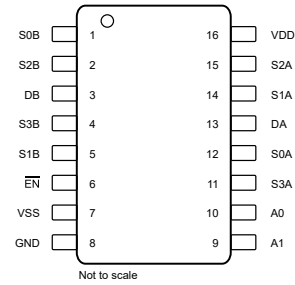 S0B 1 16 VDD
S2B 2 15 S2A
DB 3 14 S1A
S3B 4 13 DA
S1B 5 12 S0A
E̅N̅ 6 11 S3A
VSS 7 10 A0
GND 8 9 A1
Not to scale